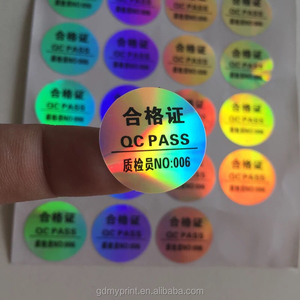 合格证
QC PASS
质检员NO:006
gdmyprint.en.alibaba.com